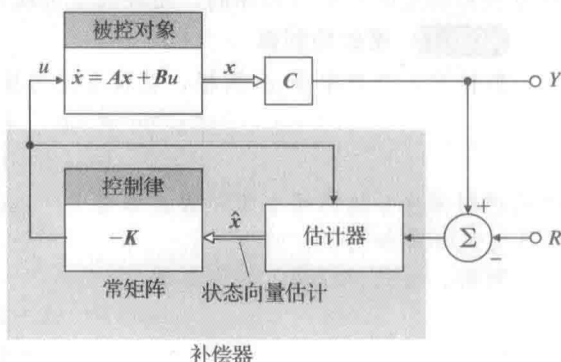 被控对象
u
ẋ = Ax + Bu
x
C
Y
控制律
−K
x̂
估计器
+
Σ
−
R
常矩阵
状态向量估计
补偿器